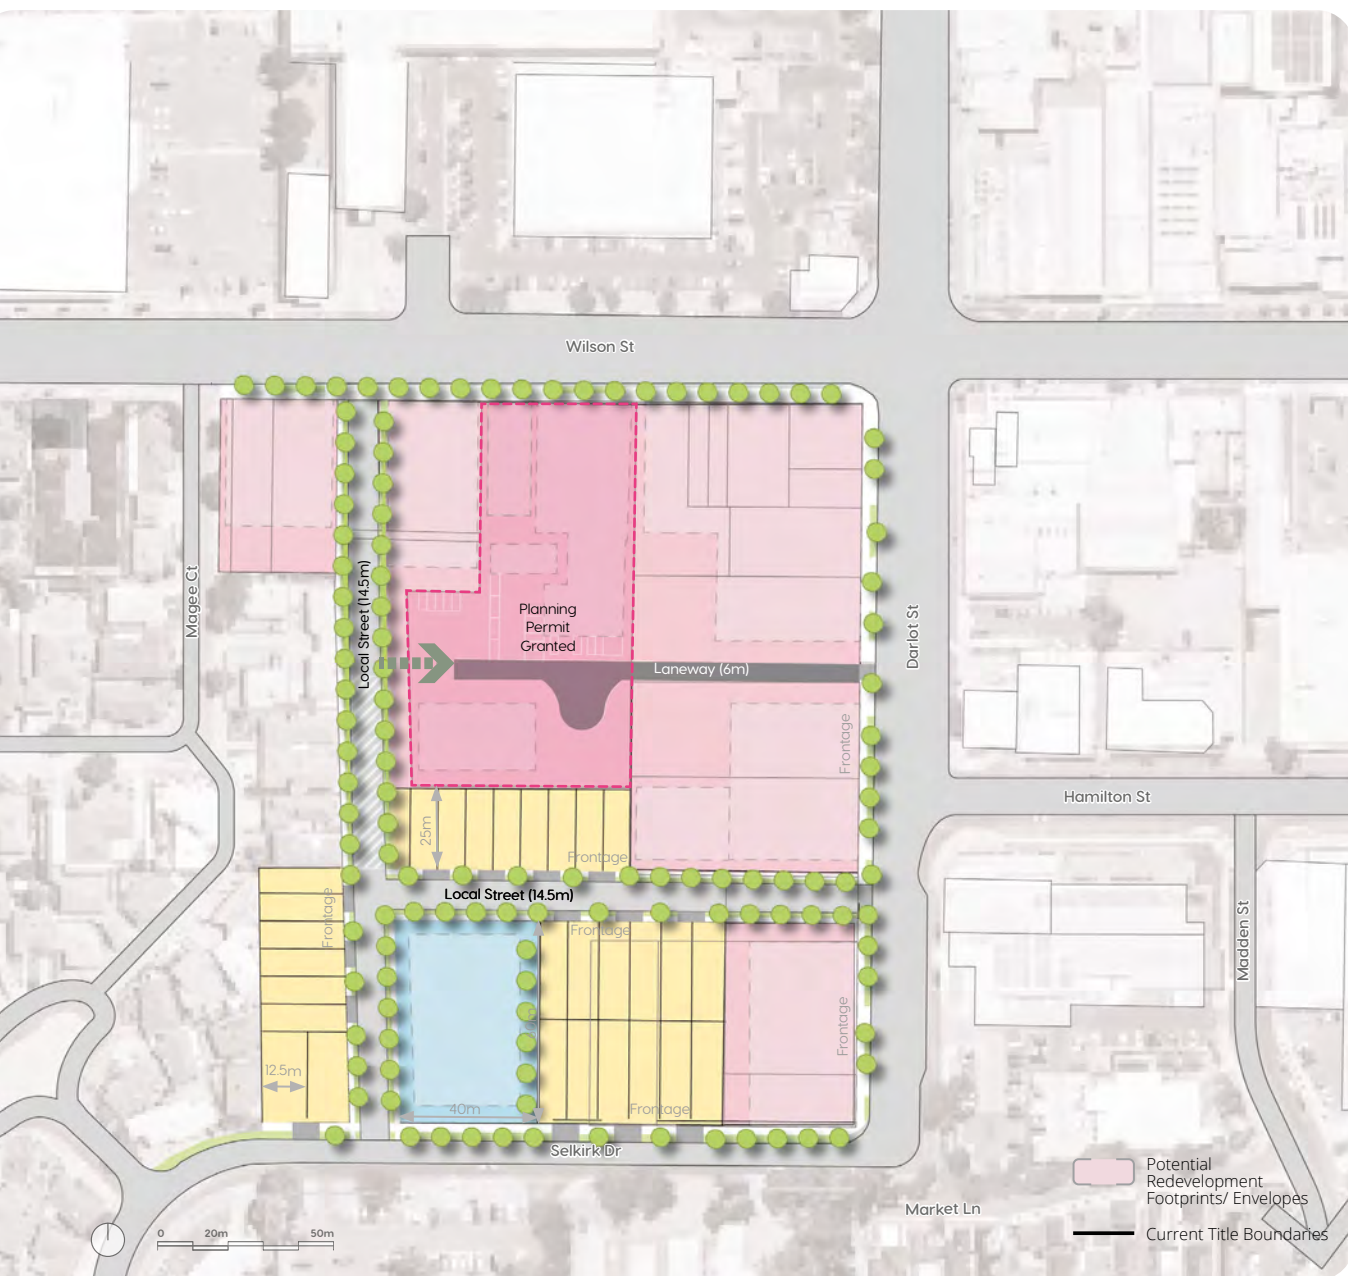 Wilson St
Magee Ct
Local Street (14.5m)
Planning
Permit
Granted
Laneway (6m)
Darlot St
Frontage
Hamilton St
25m
Frontage
Local Street (14.5m)
Frontage
Frontage
Madden St
Frontage
12.5m
40m
Frontage
Selkirk Dr
Market Ln
0
20m
50m
Potential
Redevelopment
Footprints/ Envelopes
Current Title Boundaries